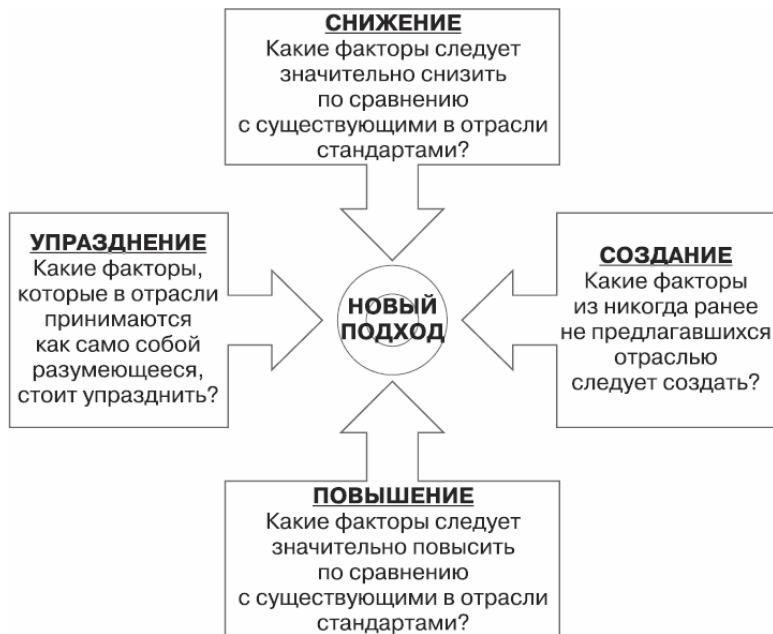 СНИЖЕНИЕ
Какие факторы следует
значительно снизить
по сравнению
с существующими в отрасли
стандартами?
УПРАЗДНЕНИЕ
Какие факторы,
которые в отрасли
принимаются
как само собой
разумеющееся,
стоит упразднить?
НОВЫЙ
ПОДХОД
СОЗДАНИЕ
Какие факторы
из никогда ранее
не предлагавшихся
отраслью
следует создать?
ПОВЫШЕНИЕ
Какие факторы следует
значительно повысить
по сравнению
с существующими в отрасли
стандартами?